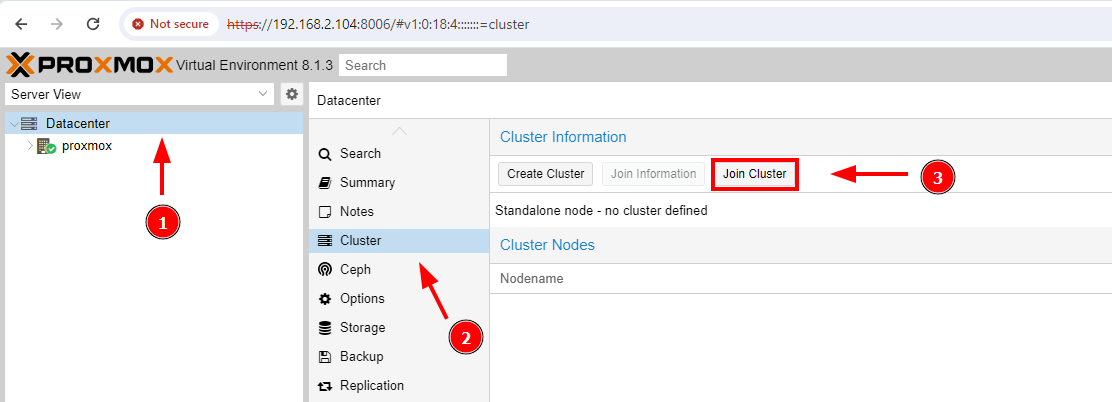 Not secure https://192.168.2.104:8006/#v1:0:18:4:::::::=cluster
PROXMOX Virtual Environment 8.1.3 Search
Server View
Datacenter
proxmox
1
Datacenter
Search
Summary
Notes
Cluster
Ceph
Options
Storage
Backup
Replication
2
Cluster Information
Create Cluster Join Information Join Cluster
3
Standalone node - no cluster defined
Cluster Nodes
Nodename